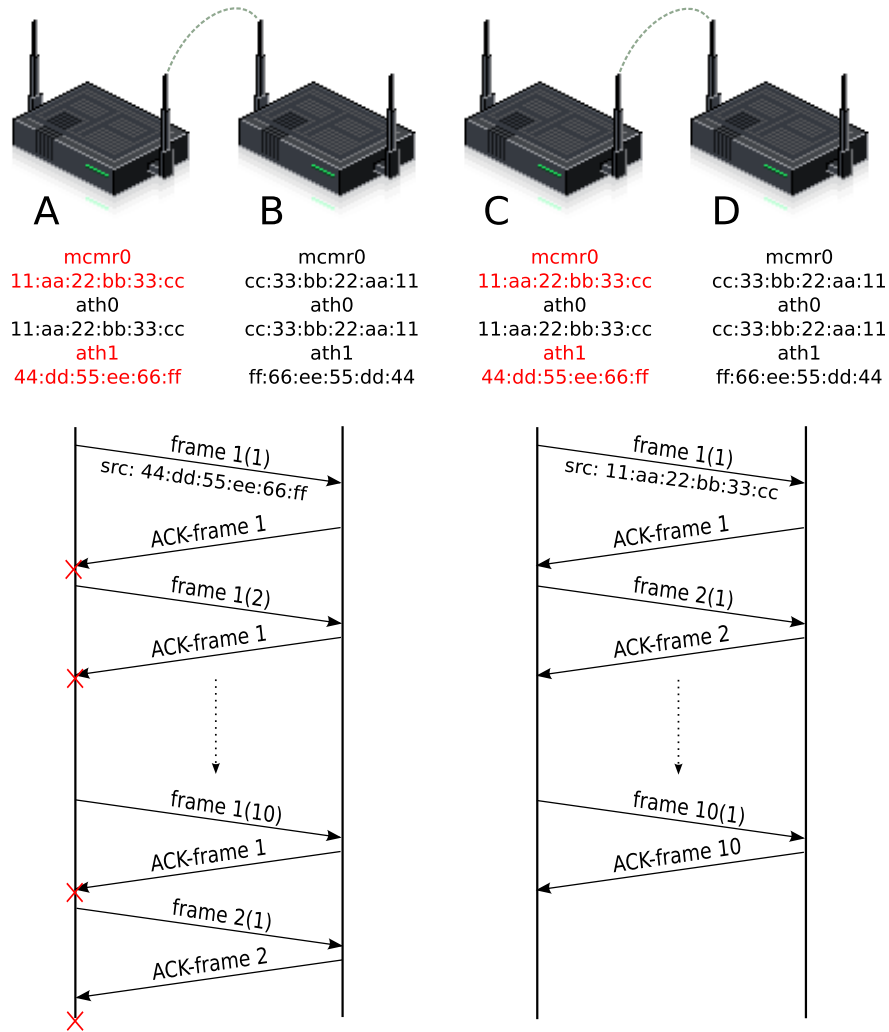 A
B
C
D
mcmr0
11:aa:22:bb:33:cc
ath0
11:aa:22:bb:33:cc
ath1
44:dd:55:ee:66:ff
mcmr0
cc:33:bb:22:aa:11
ath0
cc:33:bb:22:aa:11
ath1
ff:66:ee:55:dd:44
mcmr0
11:aa:22:bb:33:cc
ath0
11:aa:22:bb:33:cc
ath1
44:dd:55:ee:66:ff
mcmr0
cc:33:bb:22:aa:11
ath0
cc:33:bb:22:aa:11
ath1
ff:66:ee:55:dd:44
frame 1(1)
src: 44:dd:55:ee:66:ff
ACK-frame 1
frame 1(2)
ACK-frame 1
frame 1(10)
ACK-frame 1
frame 2(1)
ACK-frame 2
frame 1(1)
src: 11:aa:22:bb:33:cc
ACK-frame 1
frame 2(1)
ACK-frame 2
frame 10(1)
ACK-frame 10